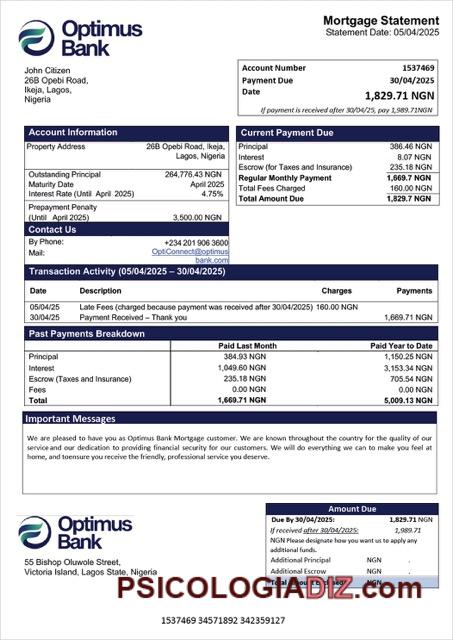 Optimus
Bank
Mortgage Statement
Statement Date: 05/04/2025
John Citizen
26B Opebi Road,
Ikeja, Lagos,
Nigeria
Account Number 1537469
Payment Due 30/04/2025
Date
1,829.71 NGN
If payment is received after 30/04/25, pay 1,989.71NGN
Account Information
Property Address 26B Opebi Road, Ikeja,
Lagos, Nigeria
Outstanding Principal 264,776.43 NGN
Maturity Date April 2025
Interest Rate (Until April 2025) 4.75%
Prepayment Penalty
(Until April 2025) 3,500.00 NGN
Contact Us
By Phone: +234 201 906 3600
Mail: OptiConnect@optimus
bank.com
Current Payment Due
Principal 386.46 NGN
Interest 8.07 NGN
Escrow (for Taxes and Insurance) 235.18 NGN
Regular Monthly Payment 1,669.7 NGN
Total Fees Charged 160.00 NGN
Total Amount Due 1,829.7 NGN
Transaction Activity (05/04/2025 – 30/04/2025)
Date Description Charges Payments
05/04/25 Late Fees (charged because payment was received after 30/04/2025) 160.00 NGN
30/04/25 Payment Received – Thank you 1,669.71 NGN
Past Payments Breakdown
Paid Last Month Paid Year to Date
Principal 384.93 NGN 1,150.25 NGN
Interest 1,049.60 NGN 3,153.34 NGN
Escrow (Taxes and Insurance) 235.18 NGN 705.54 NGN
Fees 0.00 NGN 0.00 NGN
Total 1,669.71 NGN 5,009.13 NGN
Important Messages
We are pleased to have you as Optimus Bank Mortgage customer. We are known throughout the country for the quality of our
service and our dedication to providing financial security for our customers. We will do everything we can to make you feel at
home, and toensure you receive the friendly, professional service you deserve.
Optimus
Bank
55 Bishop Oluwole Street,
Victoria Island, Lagos State, Nigeria
Amount Due
Due By 30/04/2025: 1,829.71 NGN
If received after 30/04/2025: 1,989.71
NGN Please designate how you want us to apply any
additional funds.
Additional Principal NGN .
Additional Escrow NGN .
Total Amount Enclosed NGN .
PSICOLOGIADIZ.com
1537469 34571892 342359127